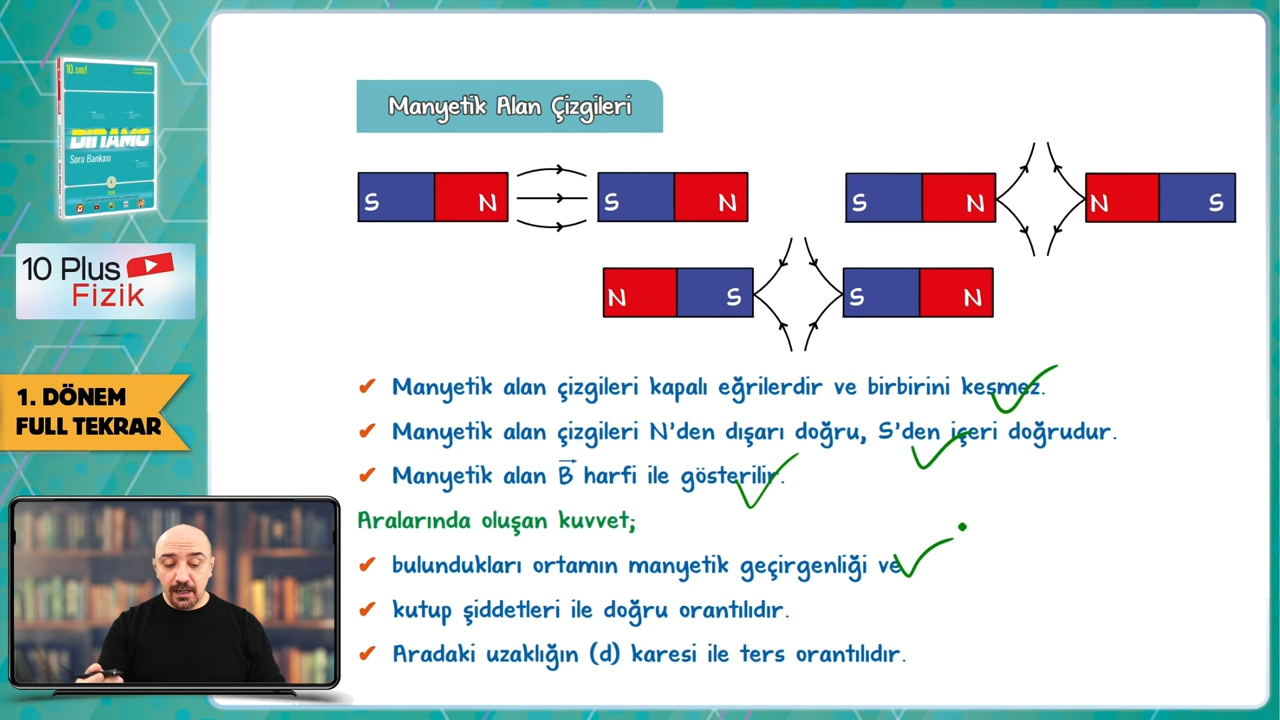 10. sınıf
DINAMO
Soru Bankası
10 Plus
Fizik
1. DÖNEM
FULL TEKRAR
Manyetik Alan Çizgileri
S N S N
S N N S
N S S N
✔ Manyetik alan çizgileri kapalı eğrilerdir ve birbirini kesmez.
✔ Manyetik alan çizgileri N'den dışarı doğru, S'den içeri doğrudur.
✔ Manyetik alan B⃗ harfi ile gösterilir.
Aralarında oluşan kuvvet;
✔ bulundukları ortamın manyetik geçirgenliği ve
✔ kutup şiddetleri ile doğru orantılıdır.
✔ Aradaki uzaklığın (d) karesi ile ters orantılıdır.